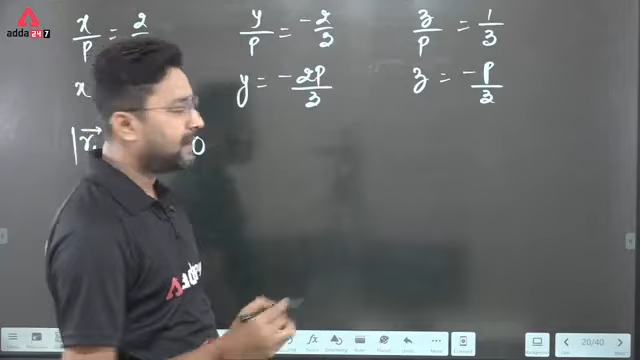 x/P = 2/ y/P = -2/3 z/P = 1/3
x y = -2P/3 z = -P/3
|r⃗. 0
A
adda 247
fx
20/40